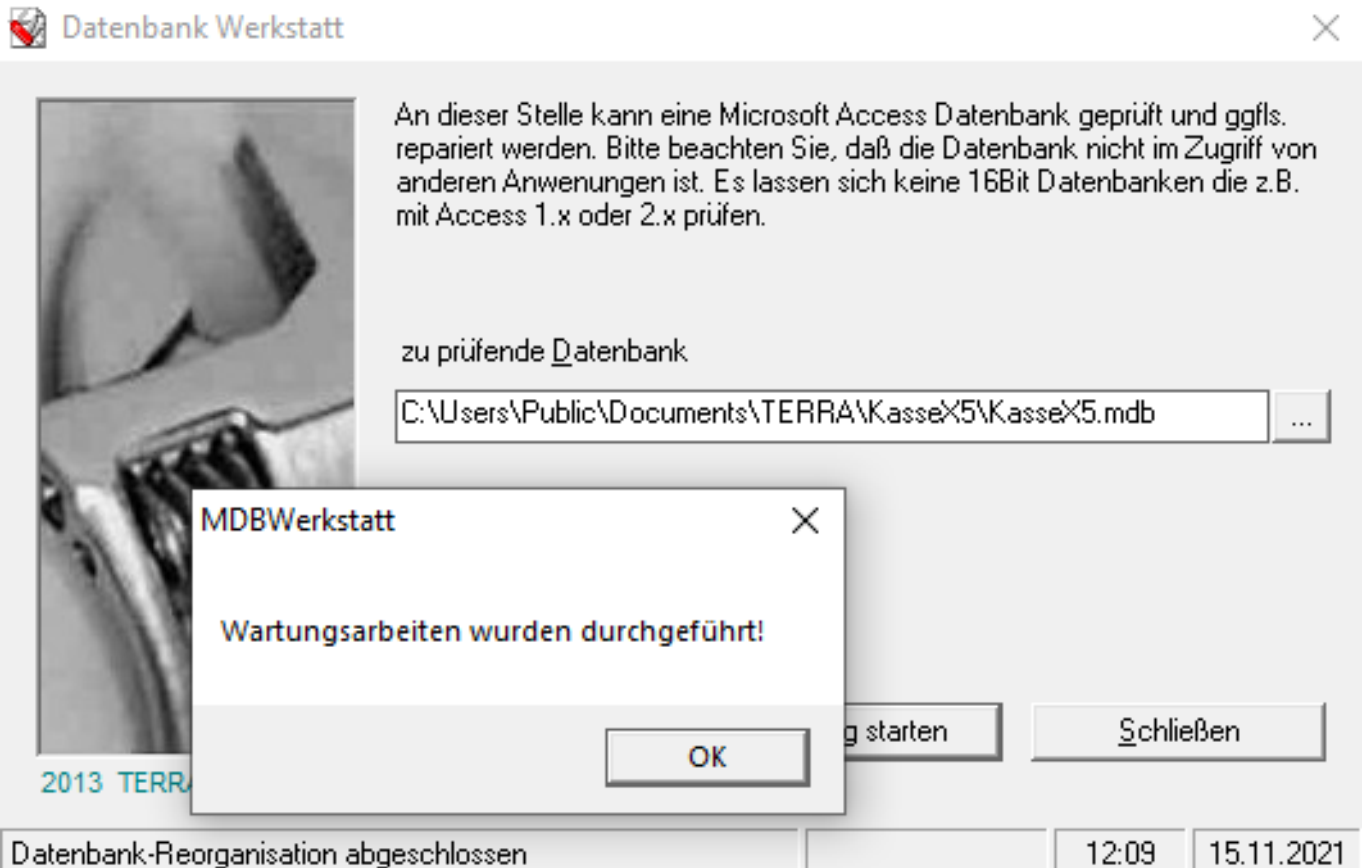 Datenbank Werkstatt
An dieser Stelle kann eine Microsoft Access Datenbank geprüft und ggfls.
repariert werden. Bitte beachten Sie, daß die Datenbank nicht im Zugriff von
anderen Anwenungen ist. Es lassen sich keine 16Bit Datenbanken die z.B.
mit Access 1.x oder 2.x prüfen.
zu prüfende Datenbank
C:\Users\Public\Documents\TERRA\KasseX5\KasseX5.mdb
...
MDBWerkstatt
Wartungsarbeiten wurden durchgeführt!
OK
g starten
Schließen
2013 TERRA
Datenbank-Reorganisation abgeschlossen
12:09
15.11.2021